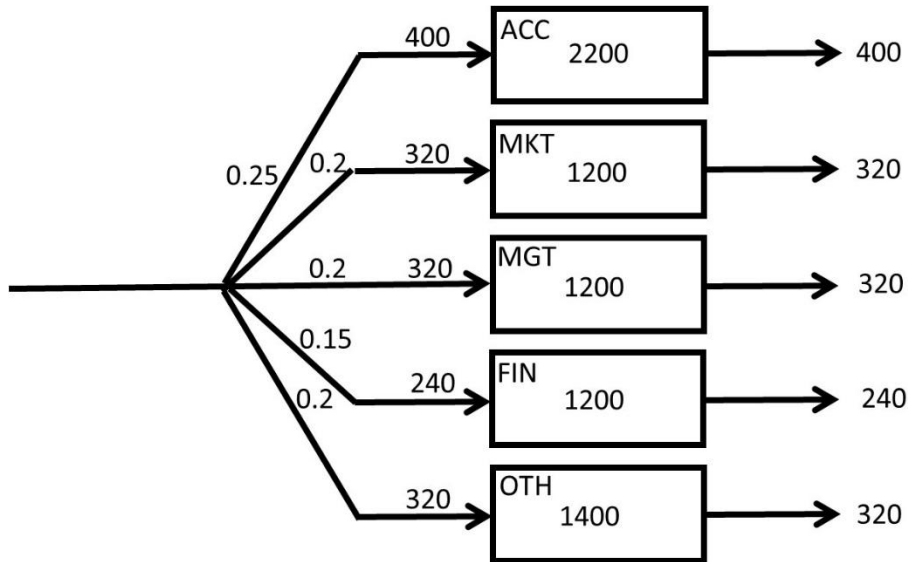 400 ACC 2200 400
0.25 0.2 320 MKT 1200 320
0.2 320 MGT 1200 320
0.15 240 FIN 1200 240
0.2 320 OTH 1400 320